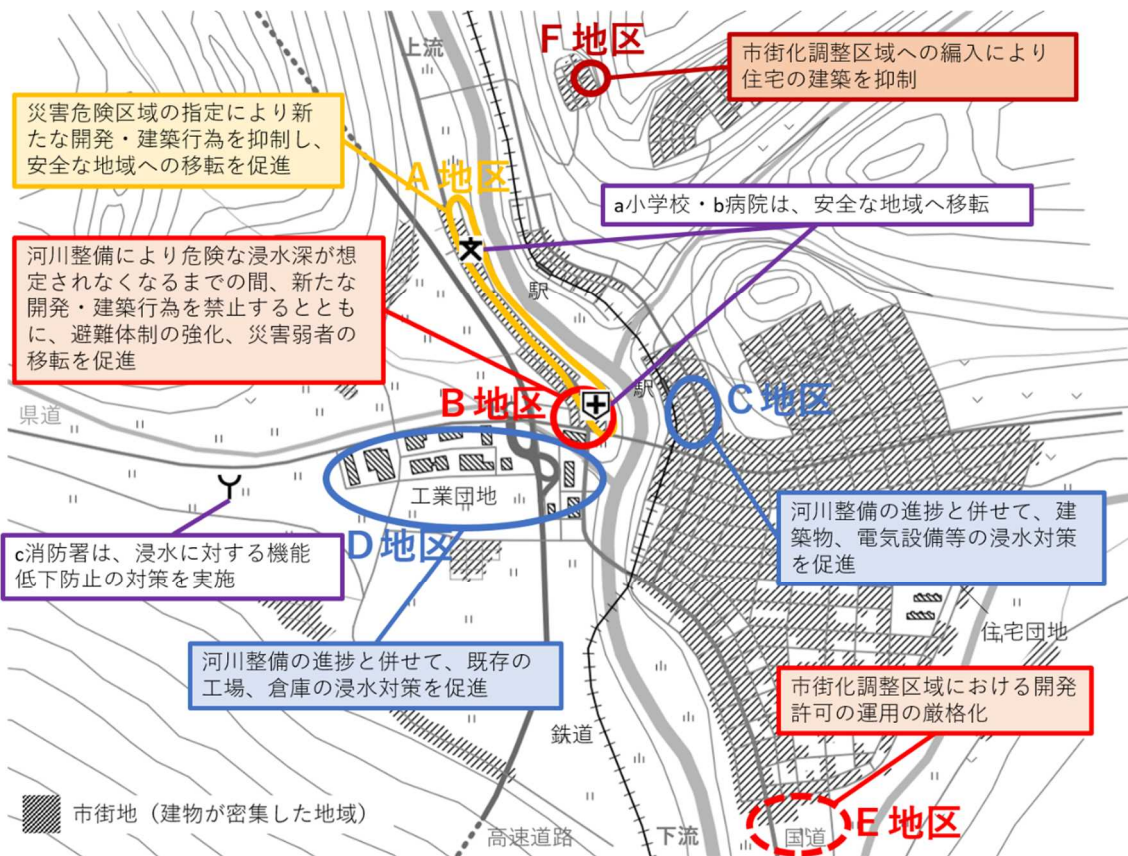 上流
F地区
市街化調整区域への編入により
住宅の建築を抑制
災害危険区域の指定により新
たな開発・建築行為を抑制し、
安全な地域への移転を促進
A地区
a小学校・b病院は、安全な地域へ移転
河川整備により危険な浸水深が想
定されなくなるまでの間、新たな
開発・建築行為を禁止するととも
に、避難体制の強化、災害弱者の
移転を促進
駅
駅
県道
B地区
C地区
工業団地
D地区
河川整備の進捗と併せて、建
築物、電気設備等の浸水対策
を促進
c消防署は、浸水に対する機能
低下防止の対策を実施
住宅団地
河川整備の進捗と併せて、既存の
工場、倉庫の浸水対策を促進
市街化調整区域における開発
許可の運用の厳格化
鉄道
市街地（建物が密集した地域）
高速道路
下流
国道
E地区